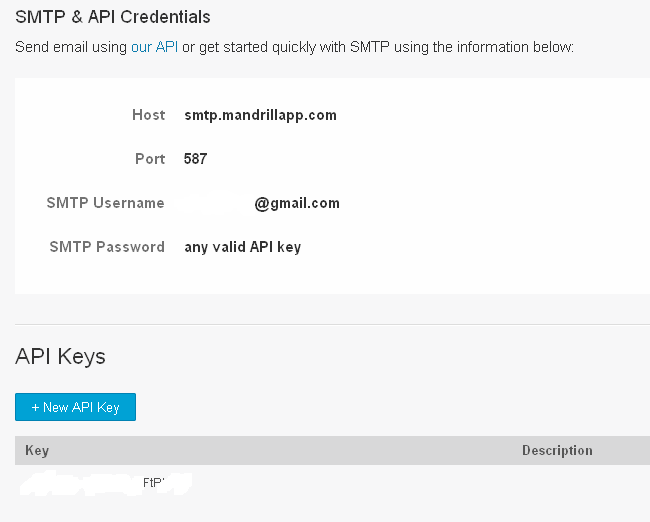 SMTP & API Credentials
Send email using our API or get started quickly with SMTP using the information below:
Host smtp.mandrillapp.com
Port 587
SMTP Username @gmail.com
SMTP Password any valid API key
API Keys
+ New API Key
Key Description
FtP